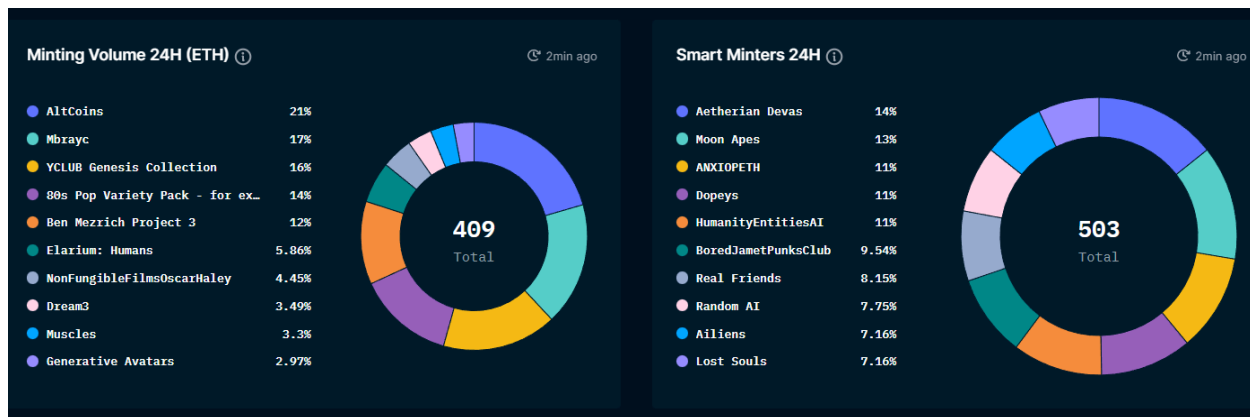 Minting Volume 24H (ETH)
2min ago
AltCoins 21%
Mbrayc 17%
YCLUB Genesis Collection 16%
80s Pop Variety Pack - for ex… 14%
Ben Mezrich Project 3 12%
Elarium: Humans 5.86%
NonFungibleFilmsOscarHaley 4.45%
Dream3 3.49%
Muscles 3.3%
Generative Avatars 2.97%
409
Total
Smart Minters 24H
2min ago
Aetherian Devas 14%
Moon Apes 13%
ANXIOPETH 11%
Dopeys 11%
HumanityEntitiesAI 11%
BoredJametPunksClub 9.54%
Real Friends 8.15%
Random AI 7.75%
Ailiens 7.16%
Lost Souls 7.16%
503
Total